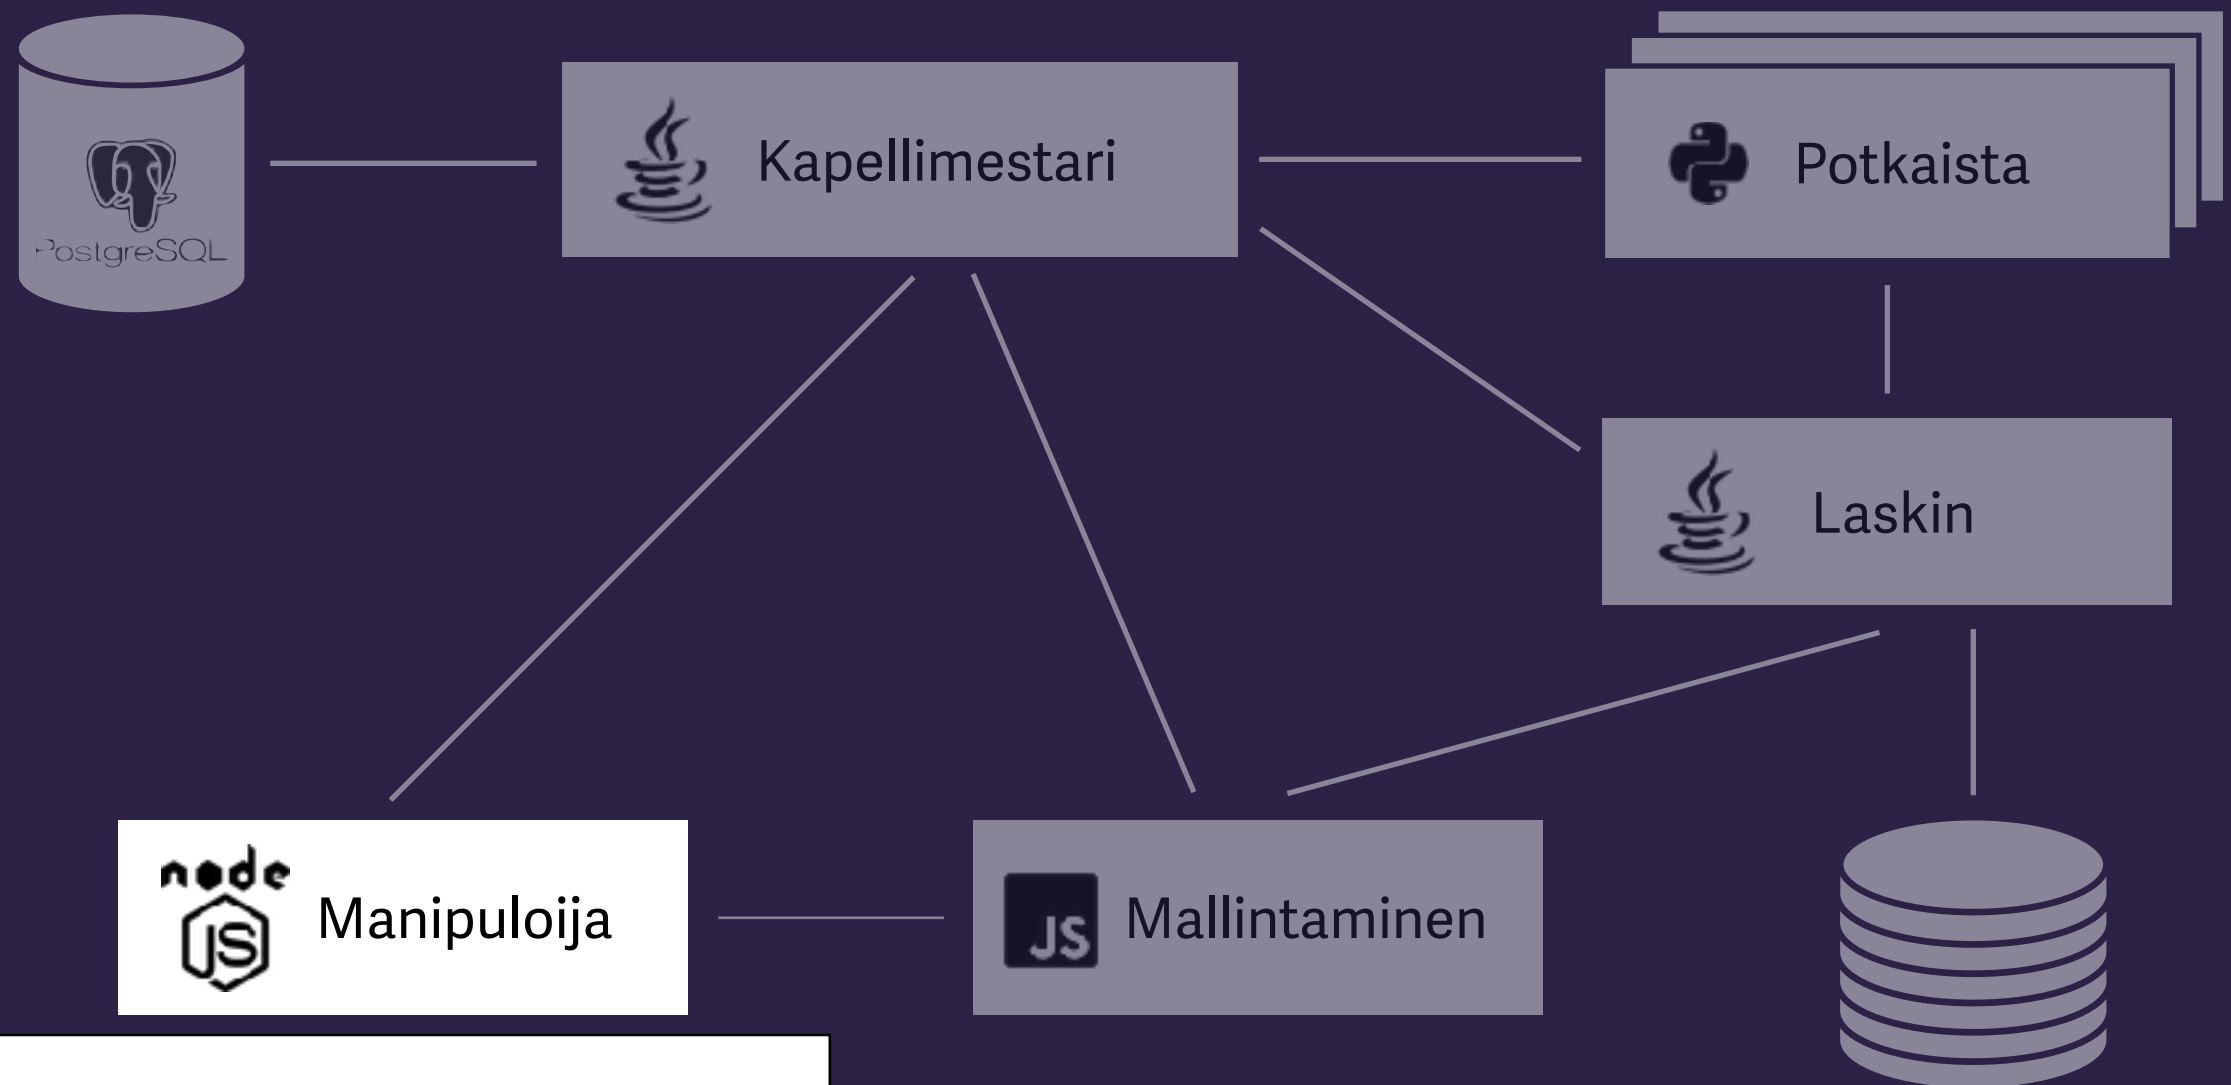 Kapellimestari
Potkaista
PostgreSQL
Laskin
node
JS
Manipuloija
JS
Mallintaminen